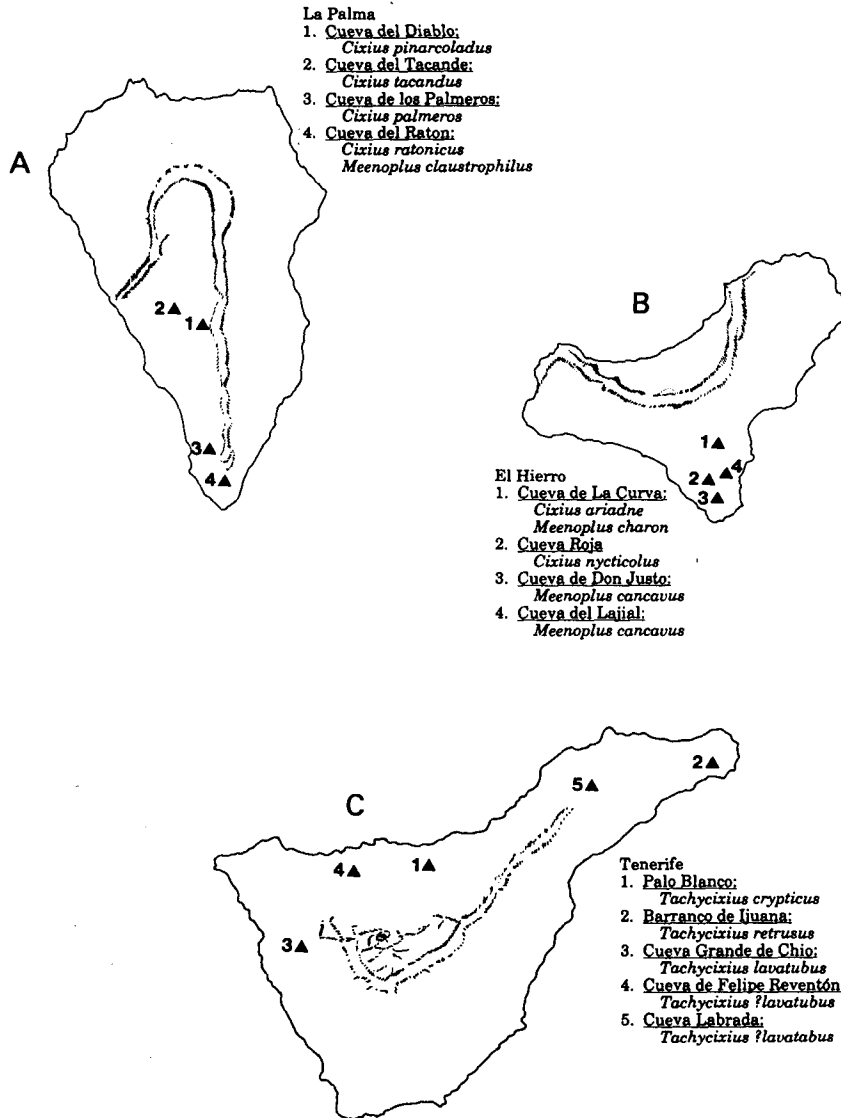 La Palma
1. Cueva del Diablo:
Cixius pinarcoladus
2. Cueva del Tacande:
Cixius tacandus
3. Cueva de los Palmeros:
Cixius palmeros
4. Cueva del Raton:
Cixius ratonicus
Meenoplus claustrophilus
A
2
1
3
4
B
1
4
2
3
El Hierro
1. Cueva de La Curva:
Cixius ariadne
Meenoplus charon
2. Cueva Roja
Cixius nycticolus
3. Cueva de Don Justo:
Meenoplus cancavus
4. Cueva del Lajial:
Meenoplus cancavus
C
2
5
4
1
3
Tenerife
1. Palo Blanco:
Tachycixius crypticus
2. Barranco de Ijuana:
Tachycixius retrusus
3. Cueva Grande de Chio:
Tachycixius lavatubus
4. Cueva de Felipe Reventón
Tachycixius ?lavatubus
5. Cueva Labrada:
Tachycixius ?lavatabus